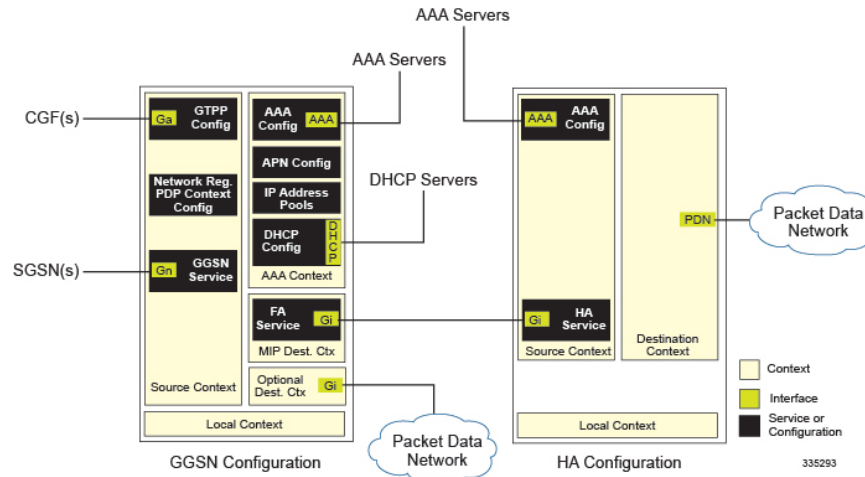 AAA Servers
AAA Servers
CGF(s)
Ga
GTPP
Config
AAA
Config
AAA
APN Config
Network Reg.
PDP Context
Config
IP Address
Pools
DHCP Servers
DHCP
Config
DHCP
AAA Context
SGSN(s)
Gn
GGSN
Service
FA
Service
Gi
MIP Dest. Ctx
Source Context
Optional
Dest. Ctx
Gi
Local Context
Packet Data
Network
GGSN Configuration
AAA
AAA
Config
PDN
Packet Data
Network
Gi
HA
Service
Source Context
Destination
Context
Local Context
HA Configuration
Context
Interface
Service or
Configuration
335293